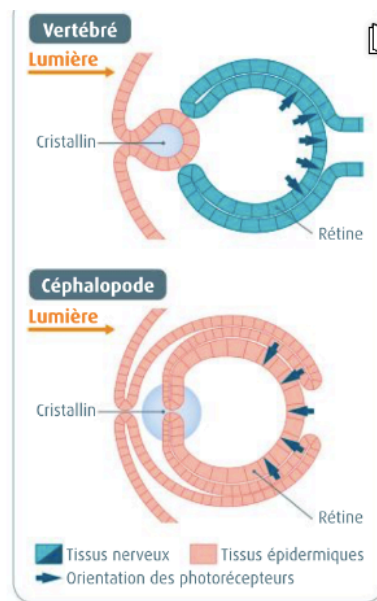 Vertébré
Lumière
Cristallin
Rétine
Céphalopode
Lumière
Cristallin
Rétine
Tissus nerveux Tissus épidermiques
Orientation des photorécepteurs